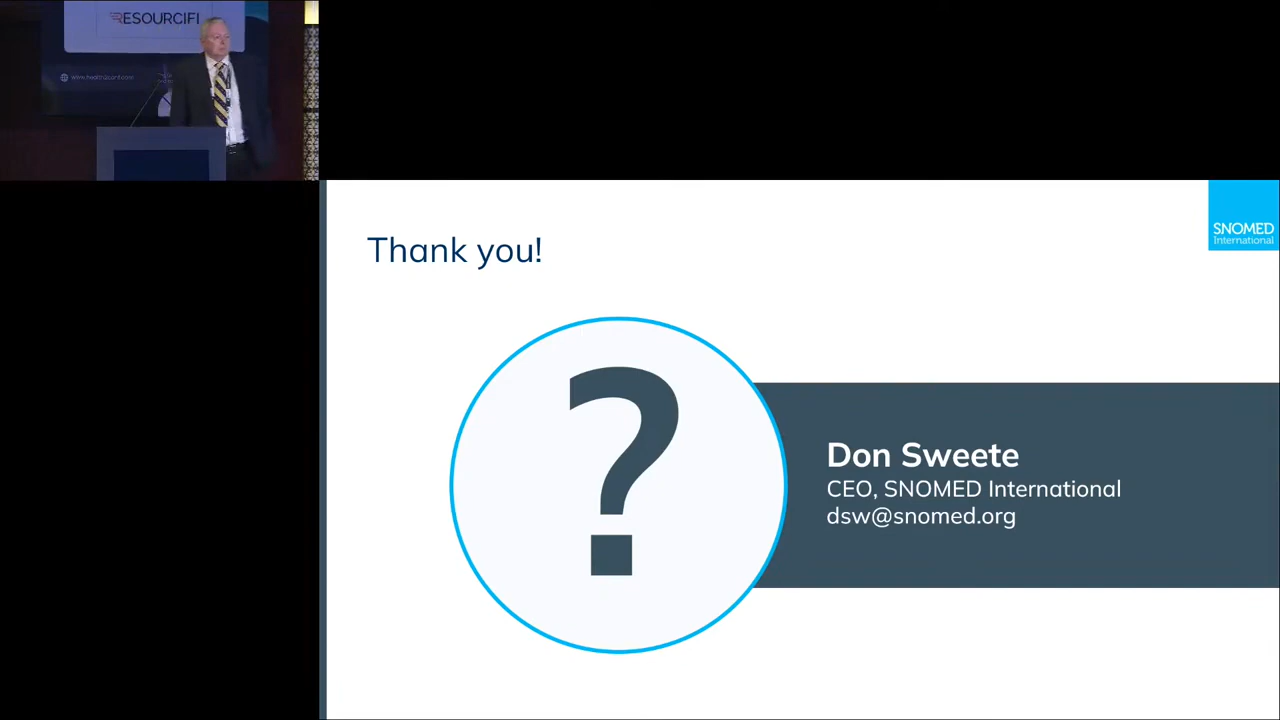 RESOURCIFI
Thank you!
SNOMED
International
?
Don Sweete
CEO, SNOMED International
dsw@snomed.org